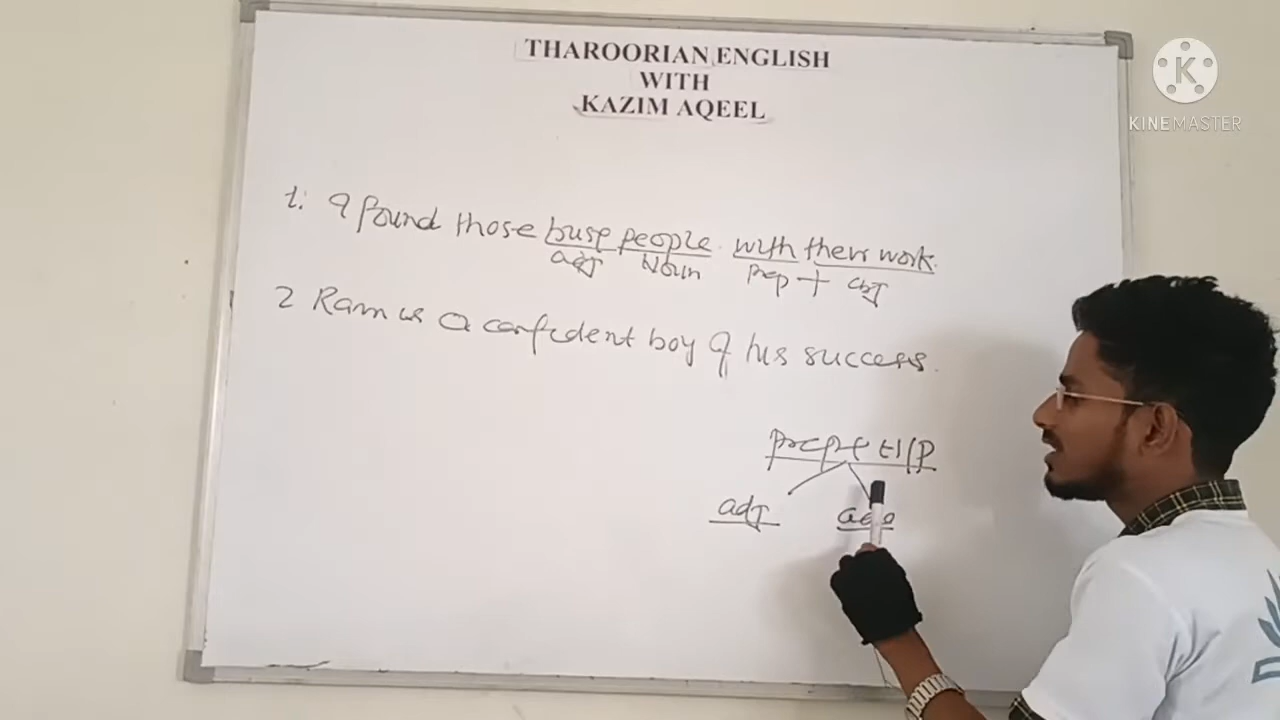 THAROORIAN ENGLISH
WITH
KAZIM AQEEL
KINEMASTER
1: I found those busy people with their work.
adj Noun prep + obj
2 Ram is a confident boy of his success.
prep + N/P
adj